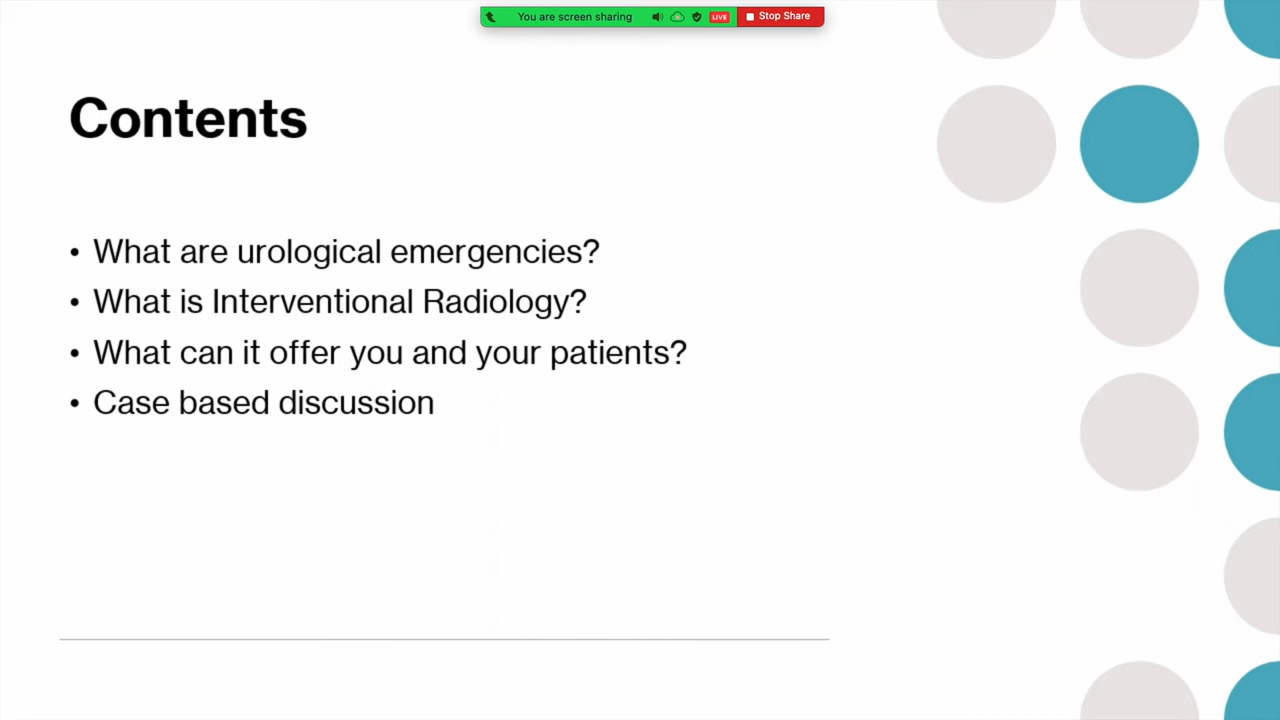 You are screen sharing LIVE Stop Share
Contents
• What are urological emergencies?
• What is Interventional Radiology?
• What can it offer you and your patients?
• Case based discussion